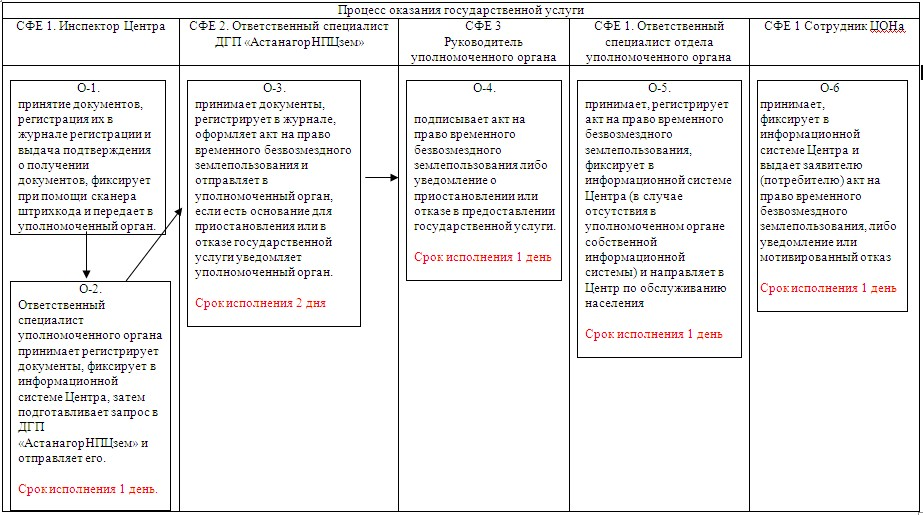 Процесс оказания государственной услуги
СФЕ 1. Инспектор Центра
СФЕ 2. Ответственный специалист
ДГП «АстанагорНПЦзем»
СФЕ 3
Руководитель
уполномоченного органа
СФЕ 1. Ответственный
специалист отдела
уполномоченного органа
СФЕ 1 Сотрудник ЦОНа
О-1.
принятие документов,
регистрация их в
журнале регистрации и
выдача подтверждения
о получении
документов, фиксирует
при помощи сканера
штрихкода и передает в
уполномоченный орган.
О-2.
Ответственный
специалист
уполномоченного органа
принимает регистрирует
документы, фиксирует в
информационной
системе Центра, затем
подготавливает запрос в
ДГП
«АстанагорНПЦзем» и
отправляет его.
Срок исполнения 1 день.
О-3.
принимает документы,
регистрирует в журнале,
оформляет акт на право
временного безвозмездного
землепользования и
отправляет в
уполномоченный орган,
если есть основание для
приостановления или в
отказе государственной
услуги уведомляет
уполномоченный орган.
Срок исполнения 2 дня
О-4.
подписывает акт на
право временного
безвозмездного
землепользования либо
уведомление о
приостановлении или
отказе в предоставлении
государственной услуги.
Срок исполнения 1 день
О-5.
принимает, регистрирует
акт на право временного
безвозмездного
землепользования,
фиксирует в
информационной системе
Центра (в случае
отсутствия в
уполномоченном органе
собственной
информационной
системы) и направляет в
Центр по обслуживанию
населения
Срок исполнения 1 день
О-6
принимает,
фиксирует в
информационной
системе Центра и
выдает заявителю
(потребителю) акт на
право временного
безвозмездного
землепользования, либо
уведомление или
мотивированный отказ
Срок исполнения 1 день